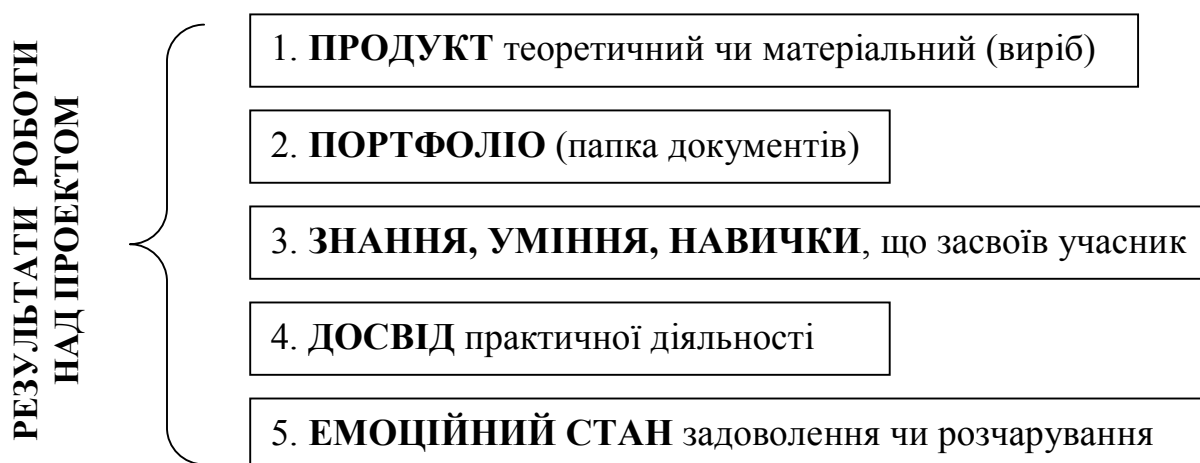 РЕЗУЛЬТАТИ РОБОТИ
НАД ПРОЕКТОМ
1. ПРОДУКТ теоретичний чи матеріальний (виріб)
2. ПОРТФОЛІО (папка документів)
3. ЗНАННЯ, УМІННЯ, НАВИЧКИ, що засвоїв учасник
4. ДОСВІД практичної діяльності
5. ЕМОЦІЙНИЙ СТАН задоволення чи розчарування